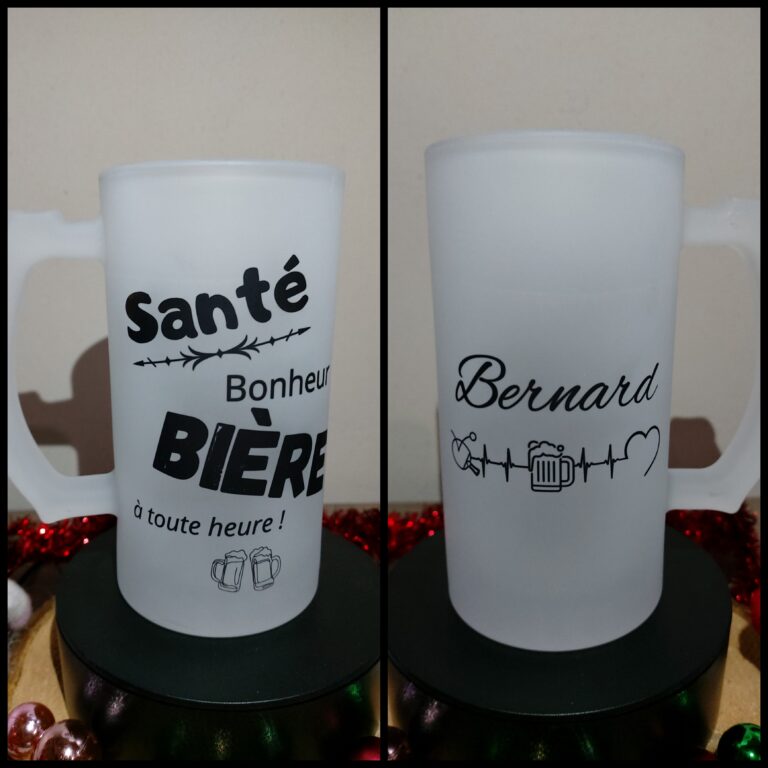 Santé
Bonheur
BIÈRE
à toute heure !
Bernard